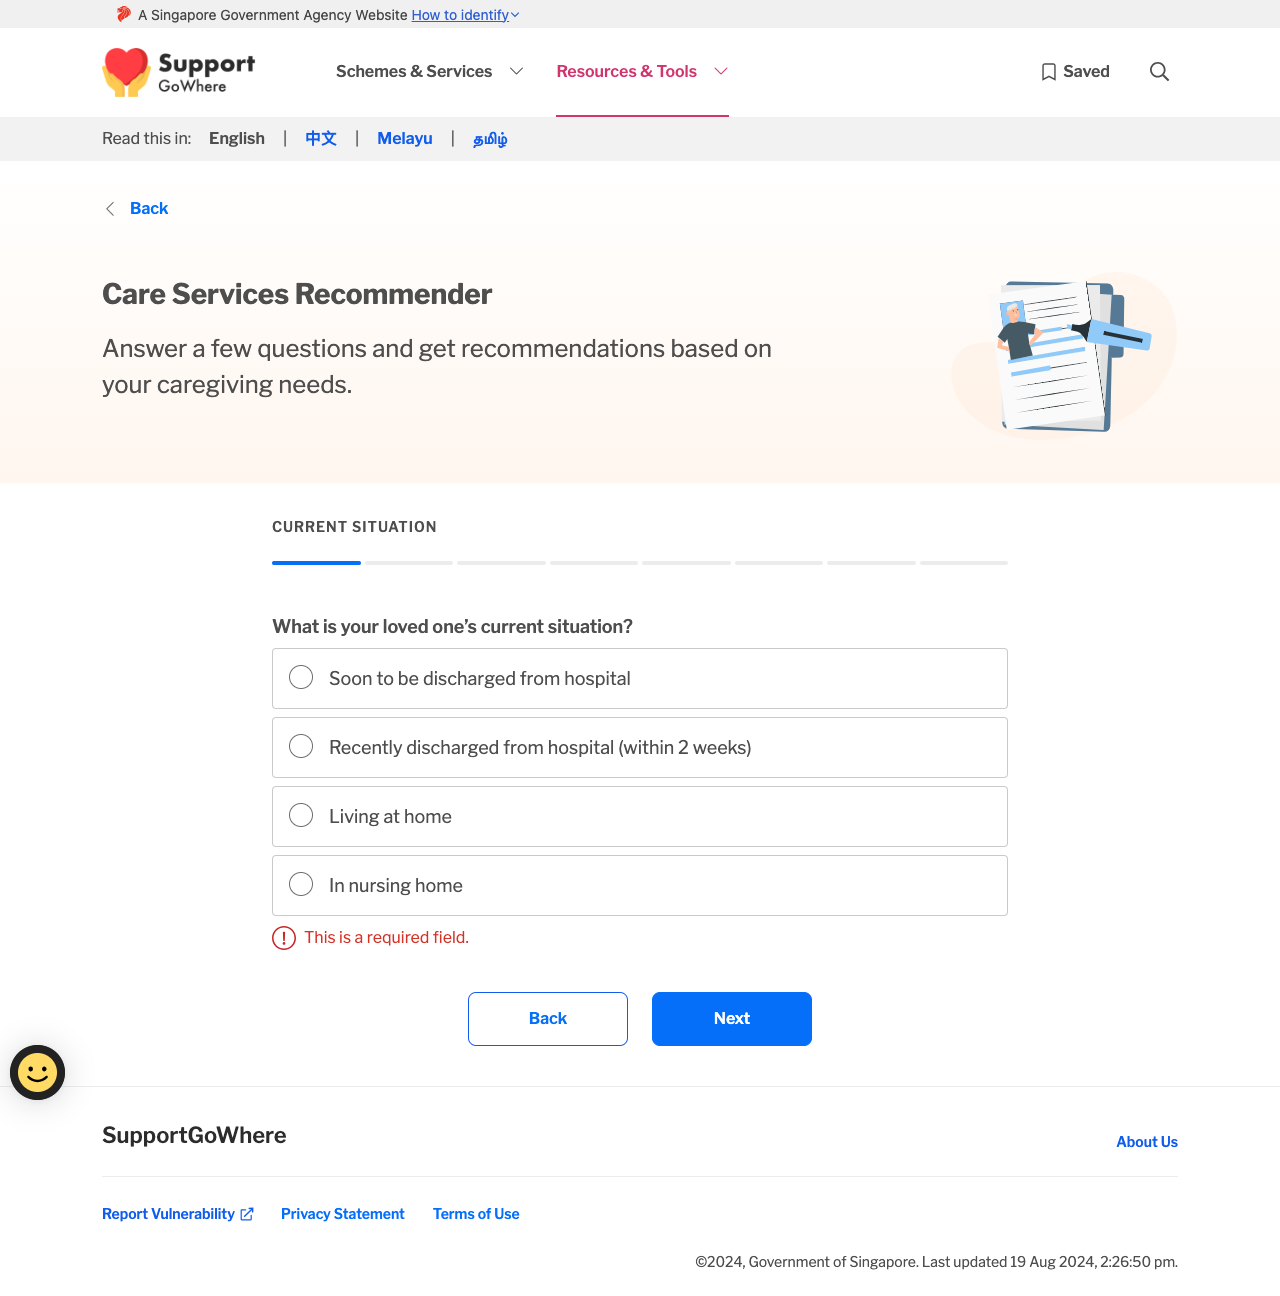 A Singapore Government Agency Website How to identify
Support
GoWhere
Schemes & Services
Resources & Tools
Saved
Read this in: English | 中文 | Melayu | தமிழ்
Back
Care Services Recommender
Answer a few questions and get recommendations based on
your caregiving needs.
CURRENT SITUATION
What is your loved one’s current situation?
Soon to be discharged from hospital
Recently discharged from hospital (within 2 weeks)
Living at home
In nursing home
This is a required field.
Back
Next
SupportGoWhere
About Us
Report Vulnerability
Privacy Statement
Terms of Use
©2024, Government of Singapore. Last updated 19 Aug 2024, 2:26:50 pm.